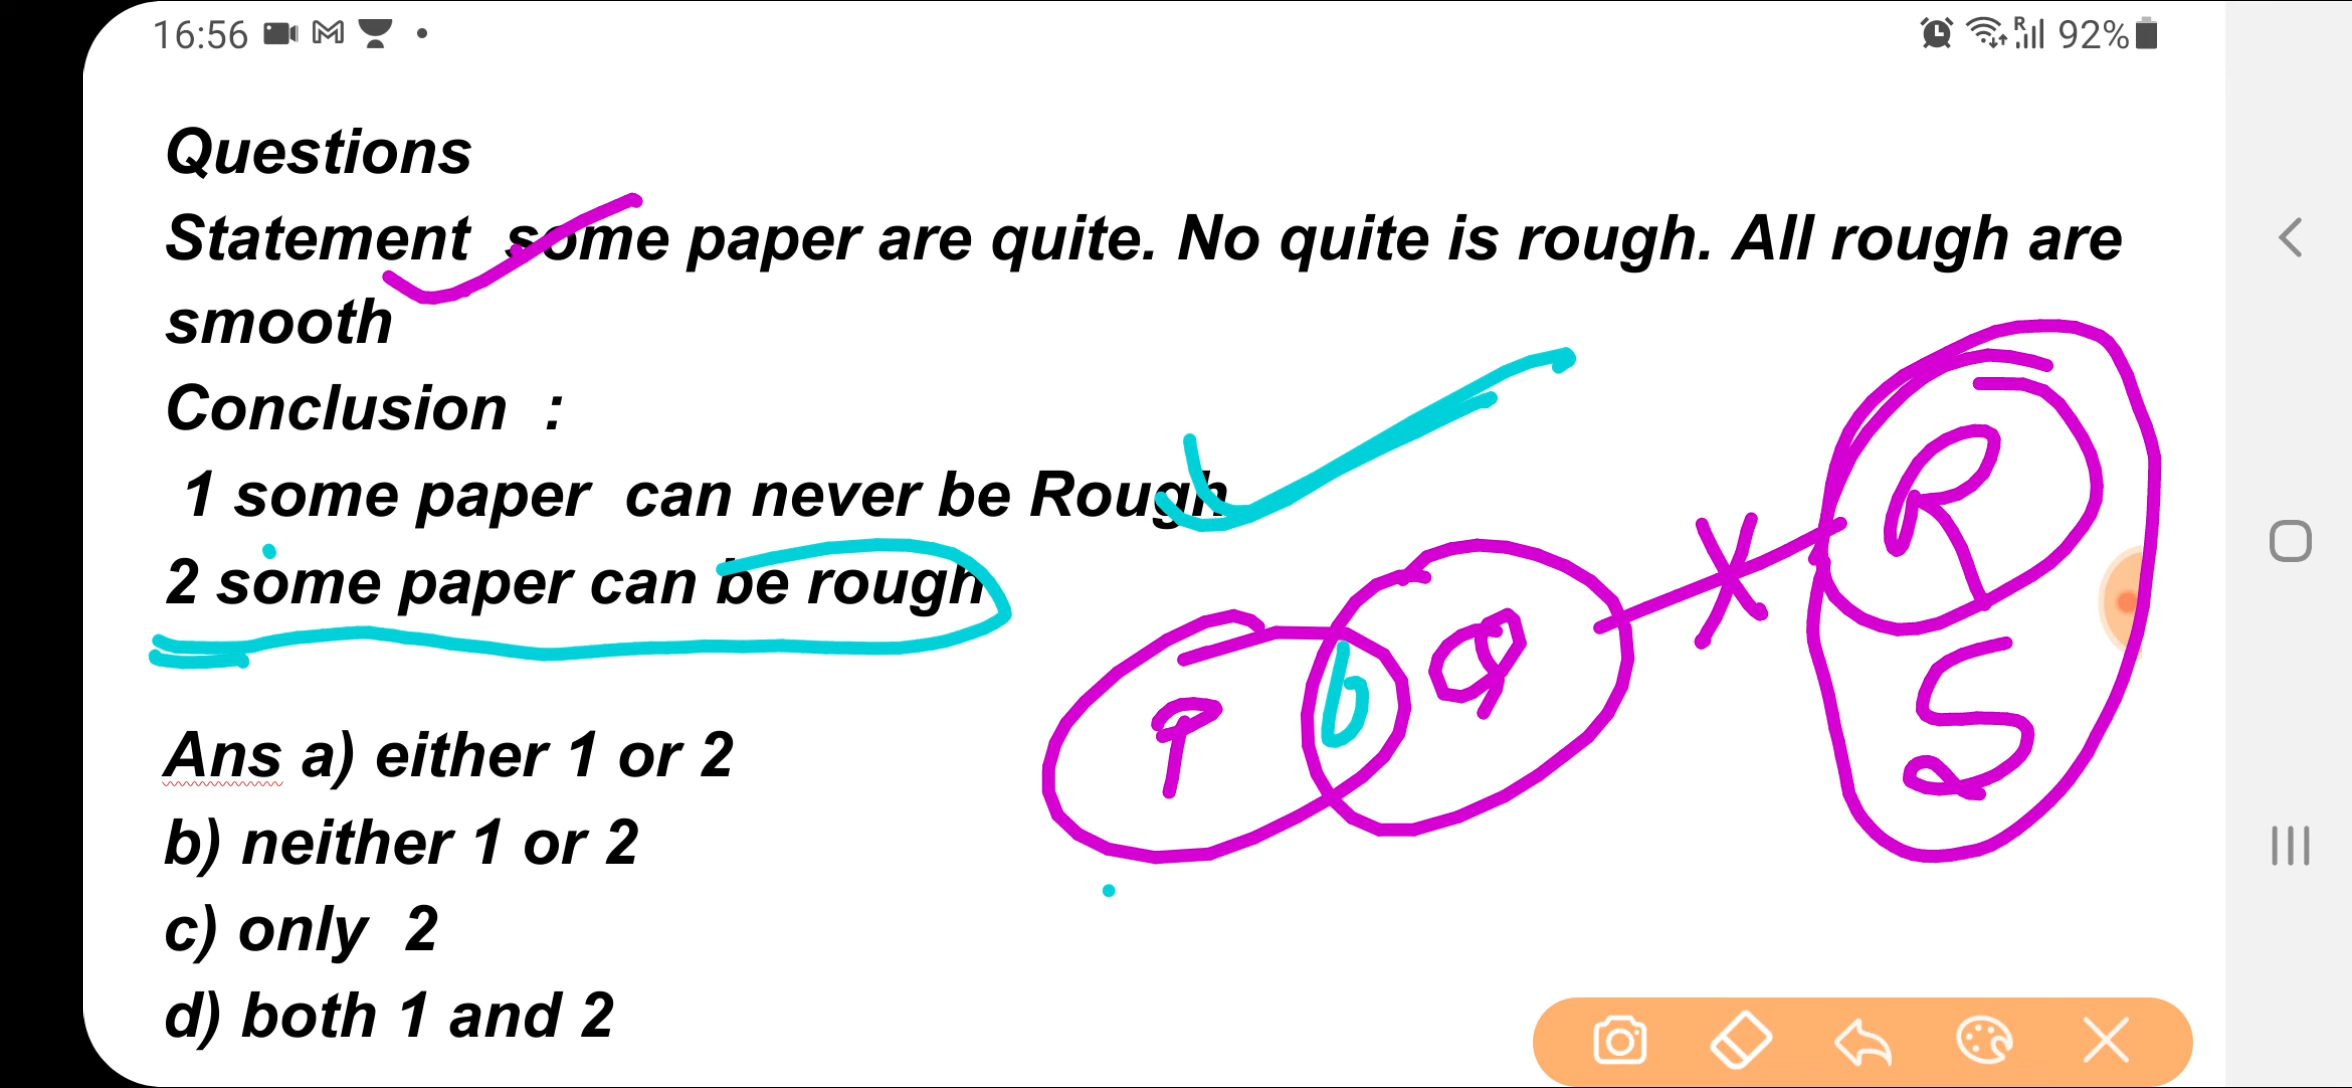 16:56
92%
Questions
Statement some paper are quite. No quite is rough. All rough are
smooth
Conclusion :
1 some paper can never be Rough
2 some paper can be rough
Ans a) either 1 or 2
b) neither 1 or 2
c) only 2
d) both 1 and 2
P b q R
S